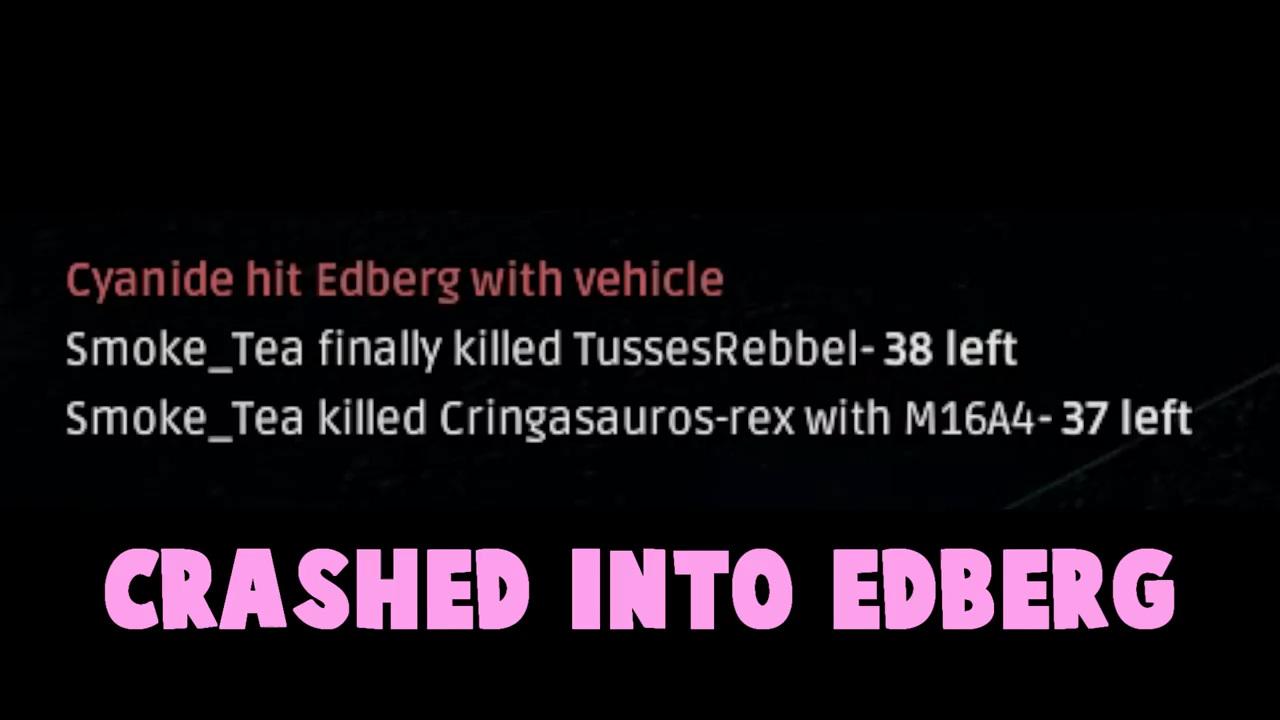 Cyanide hit Edberg with vehicle
Smoke_Tea finally killed TussesRebbel- 38 left
Smoke_Tea killed Cringasauros-rex with M16A4- 37 left
CRASHED INTO EDBERG